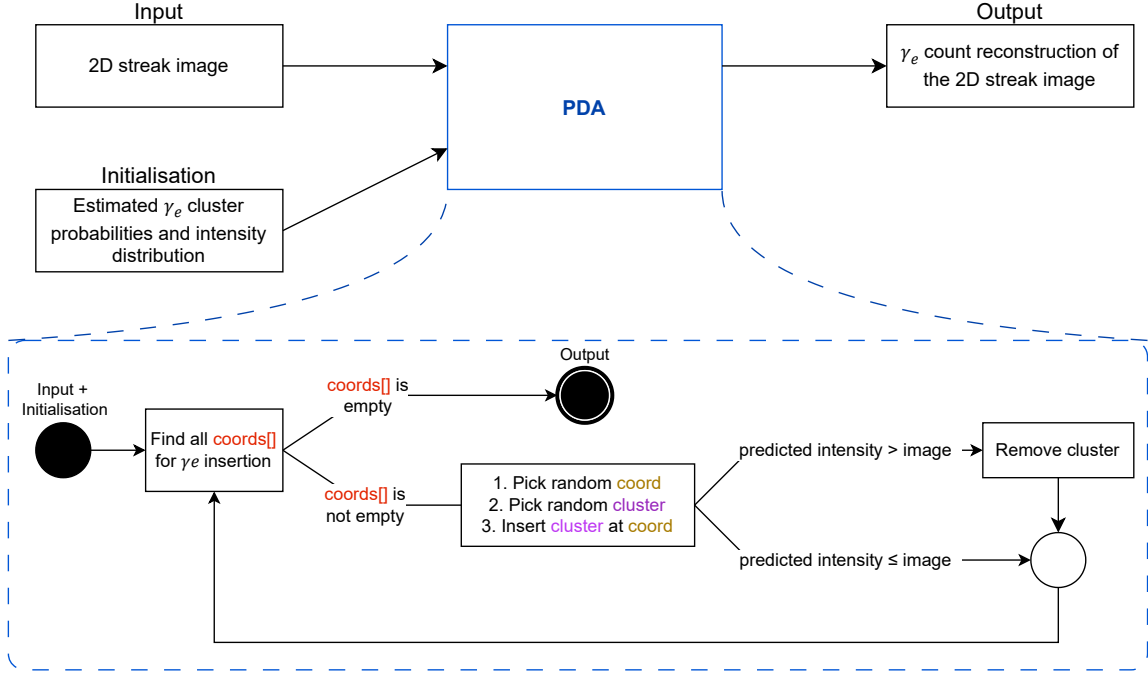 Input
2D streak image
PDA
Output
γₑ count reconstruction of
the 2D streak image
Initialisation
Estimated γₑ cluster
probabilities and intensity
distribution
Input +
Initialisation
Find all coords[]
for γe insertion
coords[] is
empty
Output
coords[] is
not empty
1. Pick random coord
2. Pick random cluster
3. Insert cluster at coord
predicted intensity > image
Remove cluster
predicted intensity ≤ image